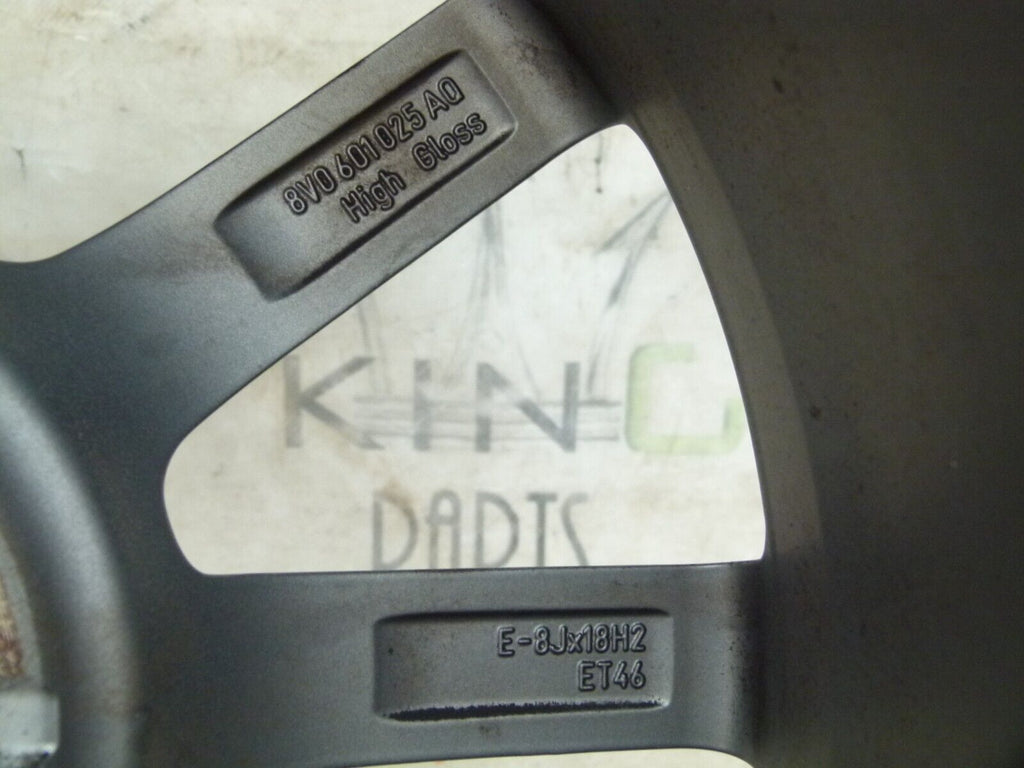 8V0 601 025 AQ
High Gloss
KING
PARTS
E-8Jx18H2
ET46